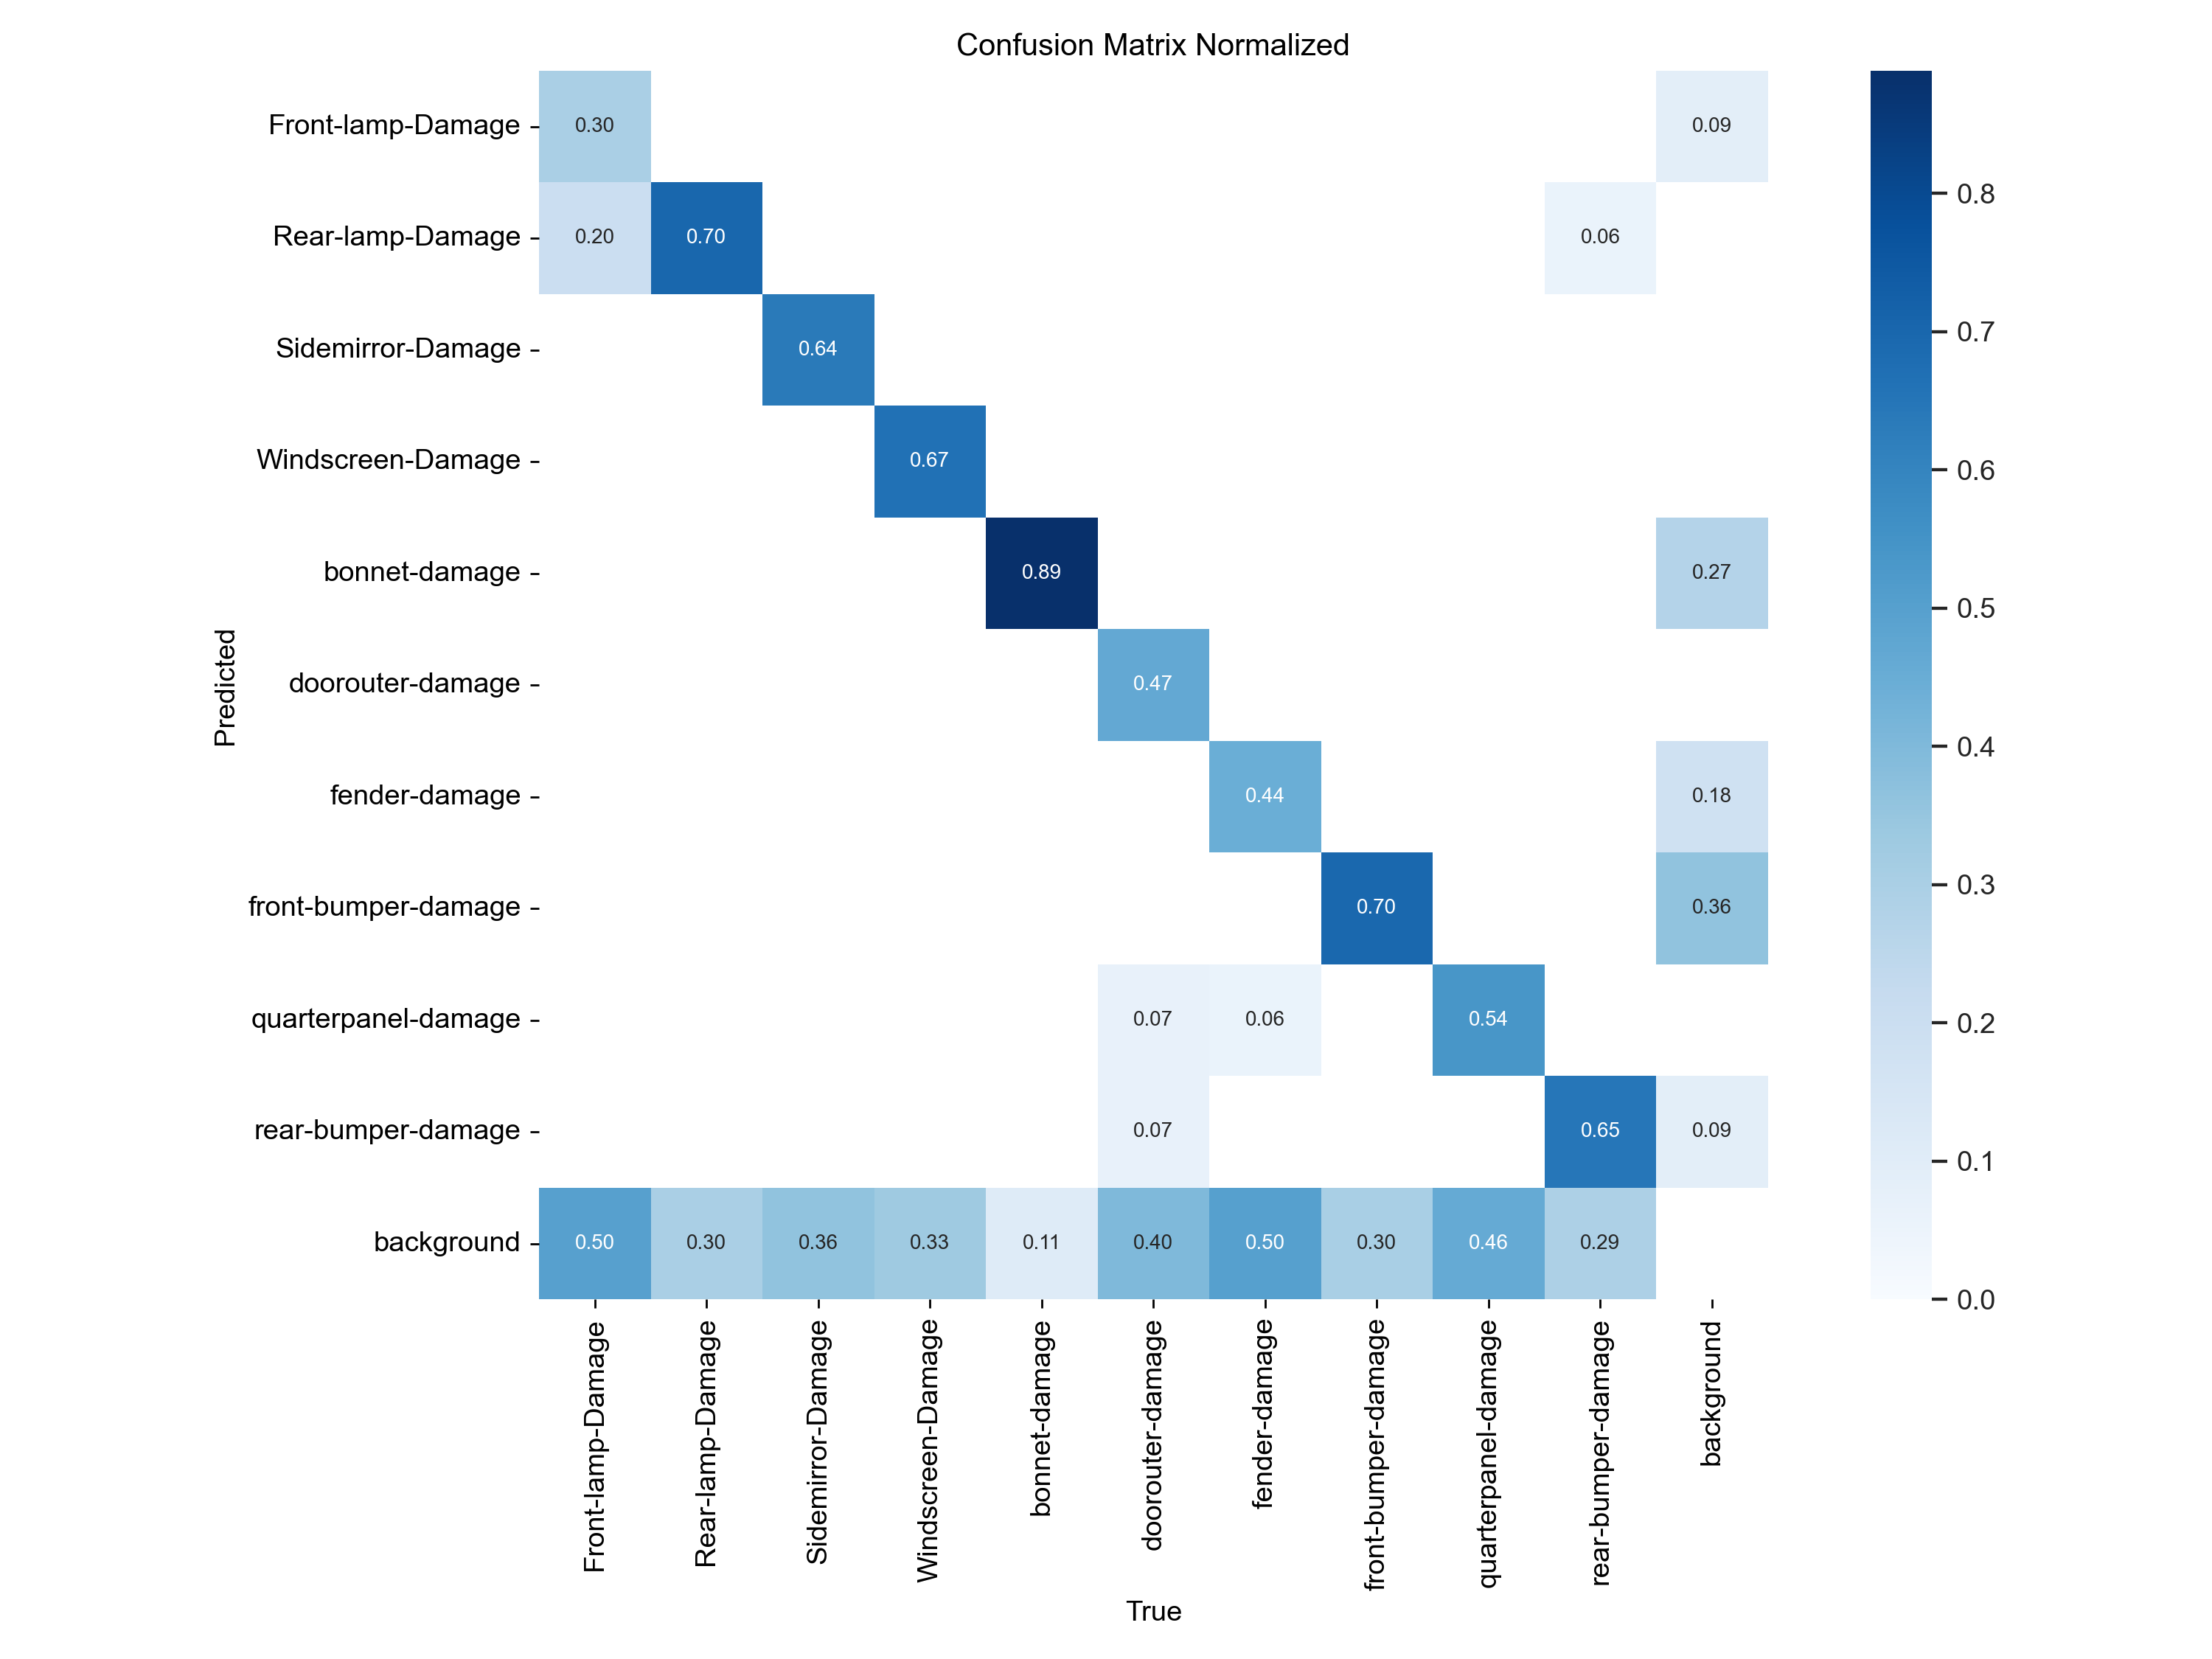 Confusion Matrix Normalized
Predicted
Front-lamp-Damage 0.30 0.09
Rear-lamp-Damage 0.20 0.70 0.06
Sidemirror-Damage 0.64
Windscreen-Damage 0.67
bonnet-damage 0.89 0.27
doorouter-damage 0.47
fender-damage 0.44 0.18
front-bumper-damage 0.70 0.36
quarterpanel-damage 0.07 0.06 0.54
rear-bumper-damage 0.07 0.65 0.09
background 0.50 0.30 0.36 0.33 0.11 0.40 0.50 0.30 0.46 0.29
Front-lamp-Damage
Rear-lamp-Damage
Sidemirror-Damage
Windscreen-Damage
bonnet-damage
doorouter-damage
fender-damage
front-bumper-damage
quarterpanel-damage
rear-bumper-damage
background
True
0.8
0.7
0.6
0.5
0.4
0.3
0.2
0.1
0.0